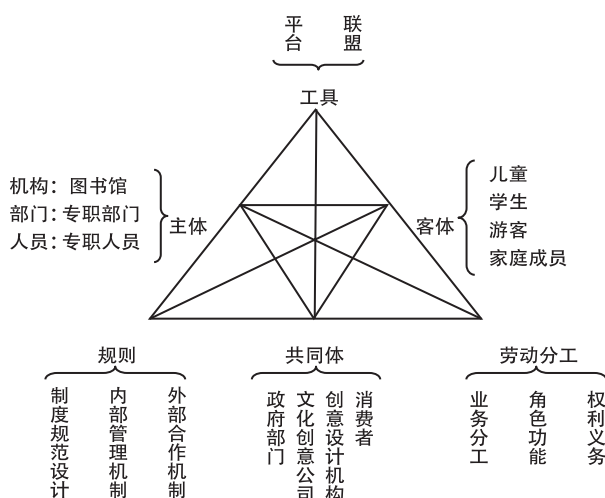 平台
联盟
工具
机构：图书馆
部门：专职部门
人员：专职人员
主体
客体
儿童
学生
游客
家庭成员
规则
共同体
劳动分工
制度规范设计
内部管理机制
外部合作机制
政府部门
文化创意公司
创意设计机构
消费者
业务分工
角色功能
权利义务